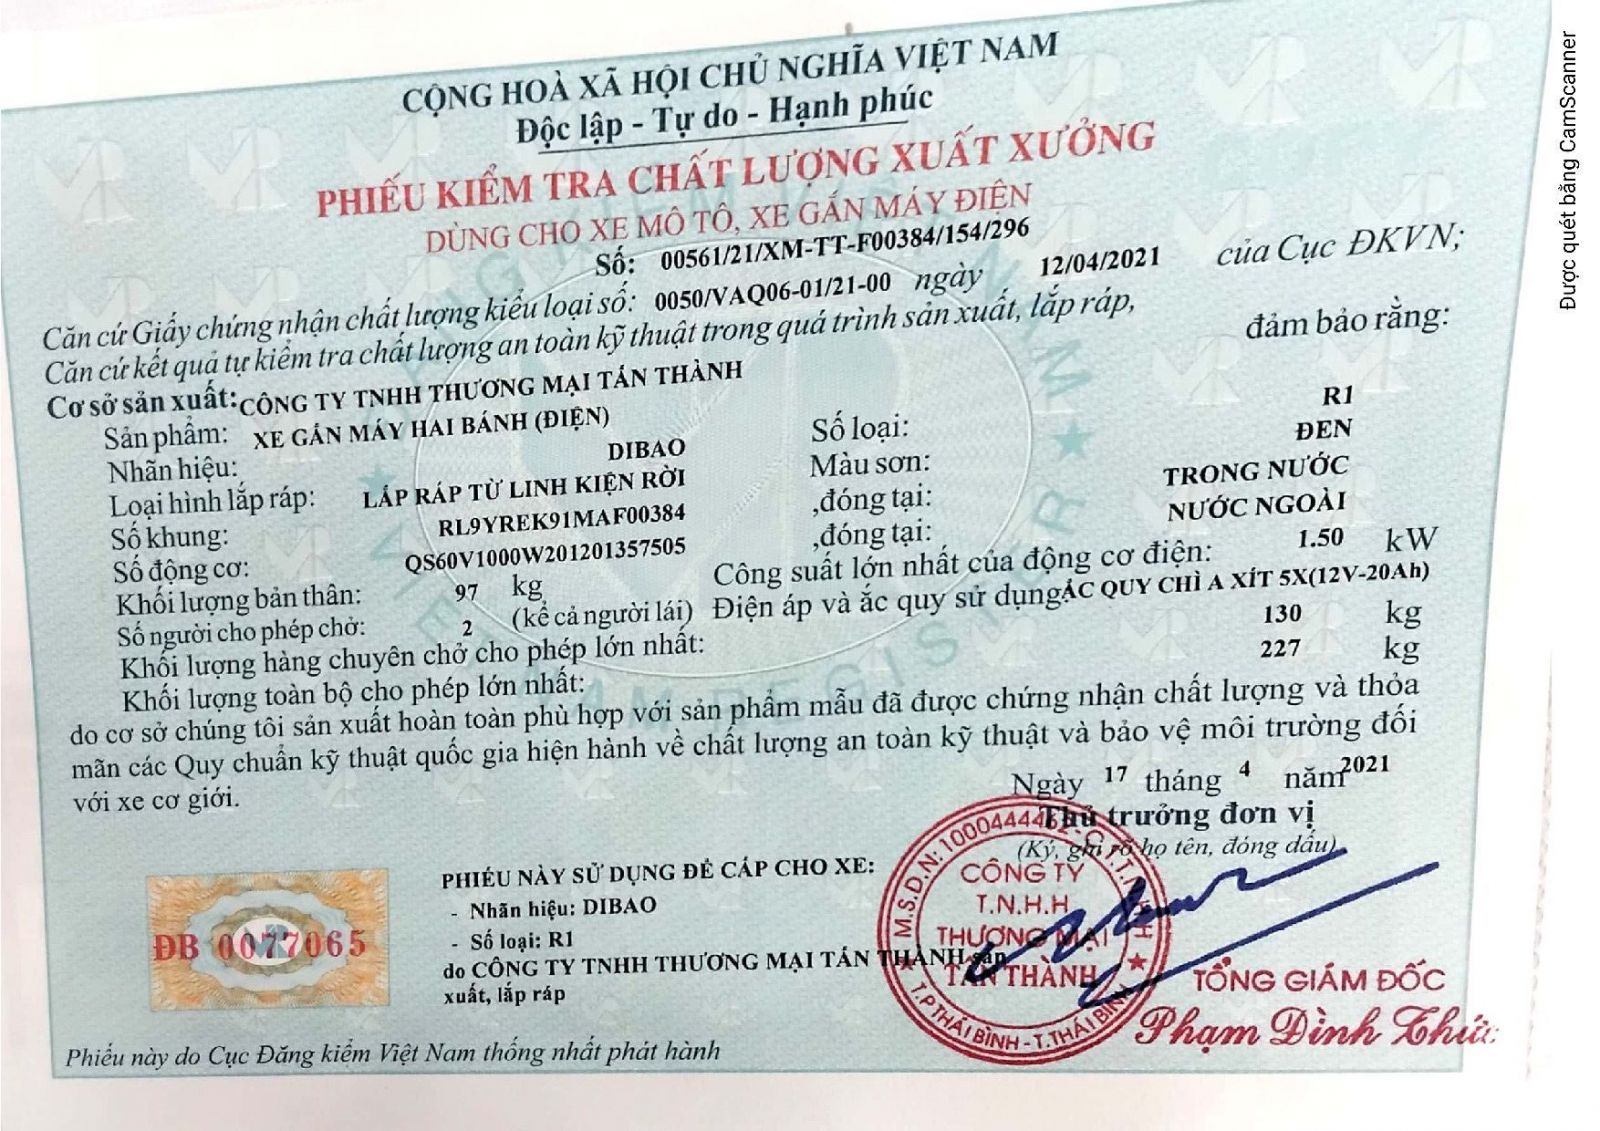 CỘNG HOÀ XÃ HỘI CHỦ NGHĨA VIỆT NAM
Độc lập - Tự do - Hạnh phúc
PHIẾU KIỂM TRA CHẤT LƯỢNG XUẤT XƯỞNG
DÙNG CHO XE MÔ TÔ, XE GẮN MÁY ĐIỆN
Số: 00561/21/XM-TT-F00384/154/296
Căn cứ Giấy chứng nhận chất lượng kiểu loại số: 0050/VAQ06-01/21-00 ngày 12/04/2021 của Cục ĐKVN;
Căn cứ kết quả tự kiểm tra chất lượng an toàn kỹ thuật trong quá trình sản xuất, lắp ráp, đảm bảo rằng:
Cơ sở sản xuất: CÔNG TY TNHH THƯƠNG MẠI TẤN THÀNH
Sản phẩm: XE GẮN MÁY HAI BÁNH (ĐIỆN)
Nhãn hiệu: DIBAO Số loại: R1
Loại hình lắp ráp: LẮP RÁP TỪ LINH KIỆN RỜI Màu sơn: ĐEN
Số khung: RL9YREK91MAF00384 ,đóng tại: TRONG NƯỚC
Số động cơ: QS60V1000W201201357505 ,đóng tại: NƯỚC NGOÀI
Khối lượng bản thân: 97 kg Công suất lớn nhất của động cơ điện: 1.50 kW
Số người cho phép chở: 2 (kể cả người lái) Điện áp và ắc quy sử dụng: ẮC QUY CHÌ A XÍT 5X(12V-20Ah)
Khối lượng hàng chuyên chở cho phép lớn nhất: 130 kg
Khối lượng toàn bộ cho phép lớn nhất: 227 kg
do cơ sở chúng tôi sản xuất hoàn toàn phù hợp với sản phẩm mẫu đã được chứng nhận chất lượng và thỏa
mãn các Quy chuẩn kỹ thuật quốc gia hiện hành về chất lượng an toàn kỹ thuật và bảo vệ môi trường đối
với xe cơ giới.
Ngày 17 tháng 4 năm 2021
Thủ trưởng đơn vị
(Ký, ghi rõ họ tên, đóng dấu)
PHIẾU NÀY SỬ DỤNG ĐỂ CẤP CHO XE:
- Nhãn hiệu: DIBAO
- Số loại: R1
do CÔNG TY TNHH THƯƠNG MẠI TẤN THÀNH sản
xuất, lắp ráp
ĐB 0077065
CÔNG TY
T.N.H.H
THƯƠNG MẠI
TẤN THÀNH
T.P THÁI BÌNH - T.THÁI BÌNH
TỔNG GIÁM ĐỐC
Phạm Đình Thức
Phiếu này do Cục Đăng kiểm Việt Nam thống nhất phát hành
VIETNAM REGISTER
Được quét bằng CamScanner